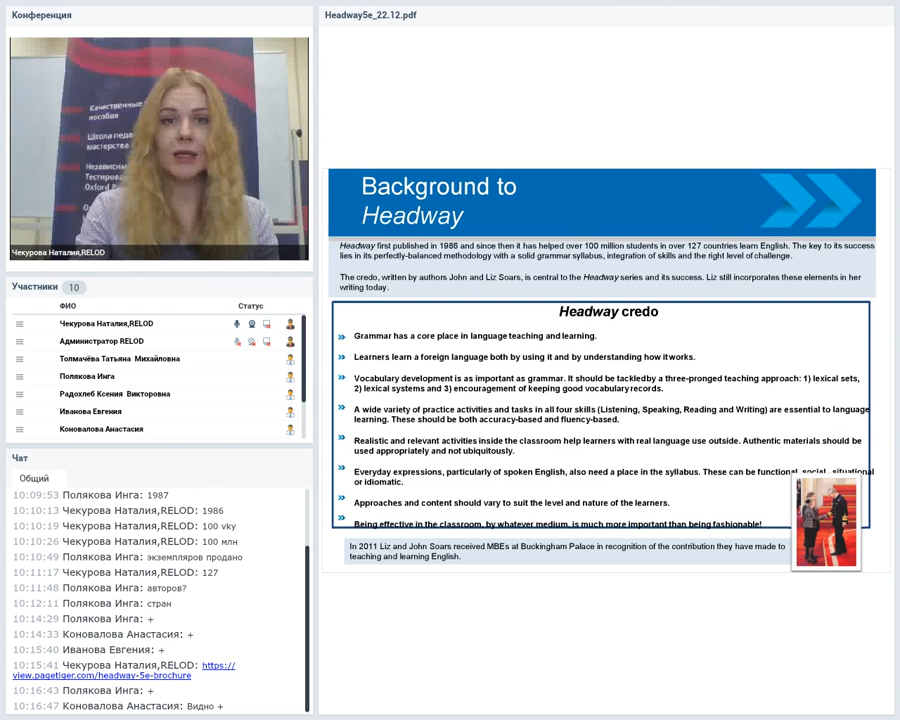 Конференция
Качественные
пособия
Школа педа
мастерства
Независима
Тестирова
Oxford
Чекурова Наталия,RELOD
Участники 10
ФИО Статус
Чекурова Наталия,RELOD
Администратор RELOD
Толмачёва Татьяна Михайловна
Полякова Инга
Радохлеб Ксения Викторовна
Иванова Евгения
Коновалова Анастасия
Чат
Общий
10:09:53 Полякова Инга: 1987
10:10:13 Чекурова Наталия,RELOD: 1986
10:10:19 Чекурова Наталия,RELOD: 100 vky
10:10:26 Чекурова Наталия,RELOD: 100 млн
10:10:49 Полякова Инга: экземпляров продано
10:11:17 Чекурова Наталия,RELOD: 127
10:11:48 Полякова Инга: авторов?
10:12:11 Полякова Инга: стран
10:14:29 Полякова Инга: +
10:14:33 Коновалова Анастасия: +
10:15:40 Иванова Евгения: +
10:15:41 Чекурова Наталия,RELOD: https://
view.pagetiger.com/headway-5e-brochure
10:16:43 Полякова Инга: +
10:16:47 Коновалова Анастасия: Видно +
Headway5e_22.12.pdf
Background to
Headway
Headway first published in 1986 and since then it has helped over 100 million students in over 127 countries learn English. The key to its success
lies in its perfectly-balanced methodology with a solid grammar syllabus, integration of skills and the right level of challenge.
The credo, written by authors John and Liz Soars, is central to the Headway series and its success. Liz still incorporates these elements in her
writing today.
Headway credo
Grammar has a core place in language teaching and learning.
Learners learn a foreign language both by using it and by understanding how it works.
Vocabulary development is as important as grammar. It should be tackled by a three-pronged teaching approach: 1) lexical sets,
2) lexical systems and 3) encouragement of keeping good vocabulary records.
A wide variety of practice activities and tasks in all four skills (Listening, Speaking, Reading and Writing) are essential to language
learning. These should be both accuracy-based and fluency-based.
Realistic and relevant activities inside the classroom help learners with real language use outside. Authentic materials should be
used appropriately and not ubiquitously.
Everyday expressions, particularly of spoken English, also need a place in the syllabus. These can be functional, social, situational
or idiomatic.
Approaches and content should vary to suit the level and nature of the learners.
Being effective in the classroom, by whatever medium, is much more important than being fashionable!
In 2011 Liz and John Soars received MBEs at Buckingham Palace in recognition of the contribution they have made to
teaching and learning English.